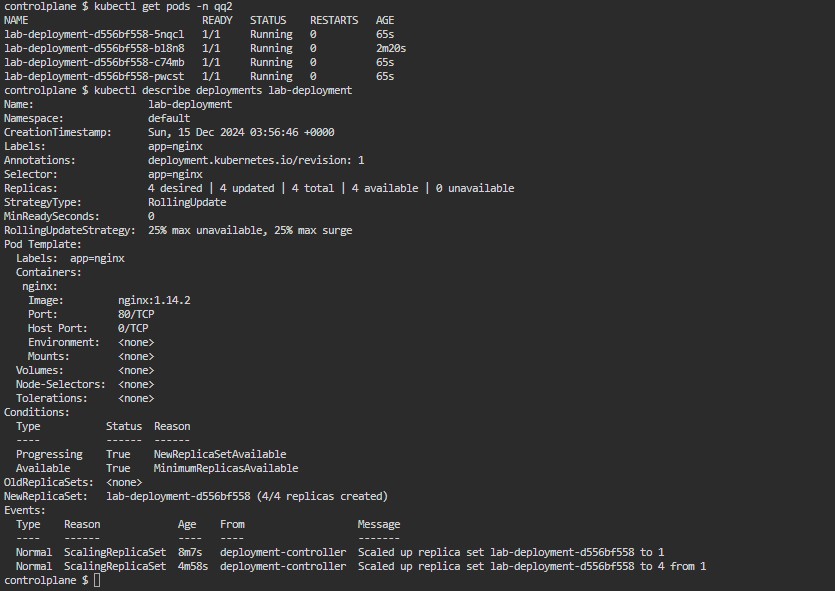 controlplane $ kubectl get pods -n qq2
NAME                             READY   STATUS    RESTARTS   AGE
lab-deployment-d556bf558-5nqcl   1/1     Running   0          65s
lab-deployment-d556bf558-bl8n8   1/1     Running   0          2m20s
lab-deployment-d556bf558-c74mb   1/1     Running   0          65s
lab-deployment-d556bf558-pwcst   1/1     Running   0          65s
controlplane $ kubectl describe deployments lab-deployment
Name:                   lab-deployment
Namespace:              default
CreationTimestamp:      Sun, 15 Dec 2024 03:56:46 +0000
Labels:                 app=nginx
Annotations:            deployment.kubernetes.io/revision: 1
Selector:               app=nginx
Replicas:               4 desired | 4 updated | 4 total | 4 available | 0 unavailable
StrategyType:           RollingUpdate
MinReadySeconds:        0
RollingUpdateStrategy:  25% max unavailable, 25% max surge
Pod Template:
  Labels:  app=nginx
  Containers:
   nginx:
    Image:         nginx:1.14.2
    Port:          80/TCP
    Host Port:     0/TCP
    Environment:   <none>
    Mounts:        <none>
  Volumes:         <none>
  Node-Selectors:  <none>
  Tolerations:     <none>
Conditions:
  Type           Status  Reason
  ----           ------  ------
  Progressing    True    NewReplicaSetAvailable
  Available      True    MinimumReplicasAvailable
OldReplicaSets:  <none>
NewReplicaSet:   lab-deployment-d556bf558 (4/4 replicas created)
Events:
  Type    Reason             Age    From                   Message
  ----    ------             ----   ----                   -------
  Normal  ScalingReplicaSet  8m7s   deployment-controller  Scaled up replica set lab-deployment-d556bf558 to 1
  Normal  ScalingReplicaSet  4m58s  deployment-controller  Scaled up replica set lab-deployment-d556bf558 to 4 from 1
controlplane $